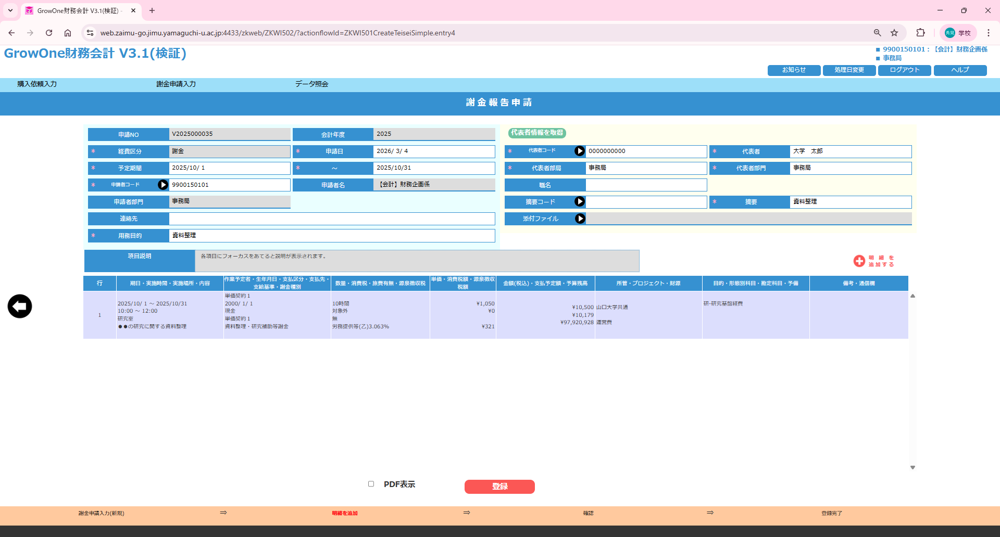 GrowOne財務会計 V3.1(検証) -
web.zaimu-go.jimu.yamaguchi-u.ac.jp:4433/zkweb/ZKWI502/?actionflowId=ZKWI501CreateTeiseiSimple.entry4
秀晃 学校
GrowOne財務会計 V3.1(検証)
■ 9900150101：【会計】財務企画係
■ 事務局
お知らせ 処理日変更 ログアウト ヘルプ
購入依頼入力 謝金申請入力 データ照会
謝金報告申請
申請NO V2025000035 会計年度 2025
代表者情報を取得
* 経費区分 謝金 * 申請日 2026/ 3/ 4
* 代表者コード 0000000000 * 代表者 大学　太郎
* 予定期間 2025/10/ 1 * ～ 2025/10/31
* 代表者部局 事務局 * 代表者部門 事務局
* 申請者コード 9900150101 申請者名 【会計】財務企画係
職名
申請者部門 事務局
摘要コード * 摘要 資料整理
連絡先
添付ファイル
* 用務目的 資料整理
項目説明 各項目にフォーカスをあてると説明が表示されます。
明細を
追加する
行
期日・実施時間・実施場所・内容
作業予定者・生年月日・支払区分・支払先・
支給基準・謝金種別
数量・消費税・旅費有無・源泉徴収税
単価・消費税額・源泉徴収
税額
金額(税込)・支払予定額・予算残高
所管・プロジェクト・財源
目的・形態別科目・勘定科目・予備
備考・通信欄
1
2025/10/ 1 ～ 2025/10/31
10:00 ～ 12:00
研究室
●●の研究に関する資料整理
単価契約１
2000/ 1/ 1
現金
単価契約１
資料整理・研究補助等謝金
10時間
対象外
無
労務提供等(乙)3.063%
¥1,050
¥0
¥321
¥10,500
¥10,179
¥97,920,928
山口大学共通
運営費
研-研究基盤経費
PDF表示
登録
謝金申請入力(新規) ⇒ 明細を追加 ⇒ 確認 ⇒ 登録完了